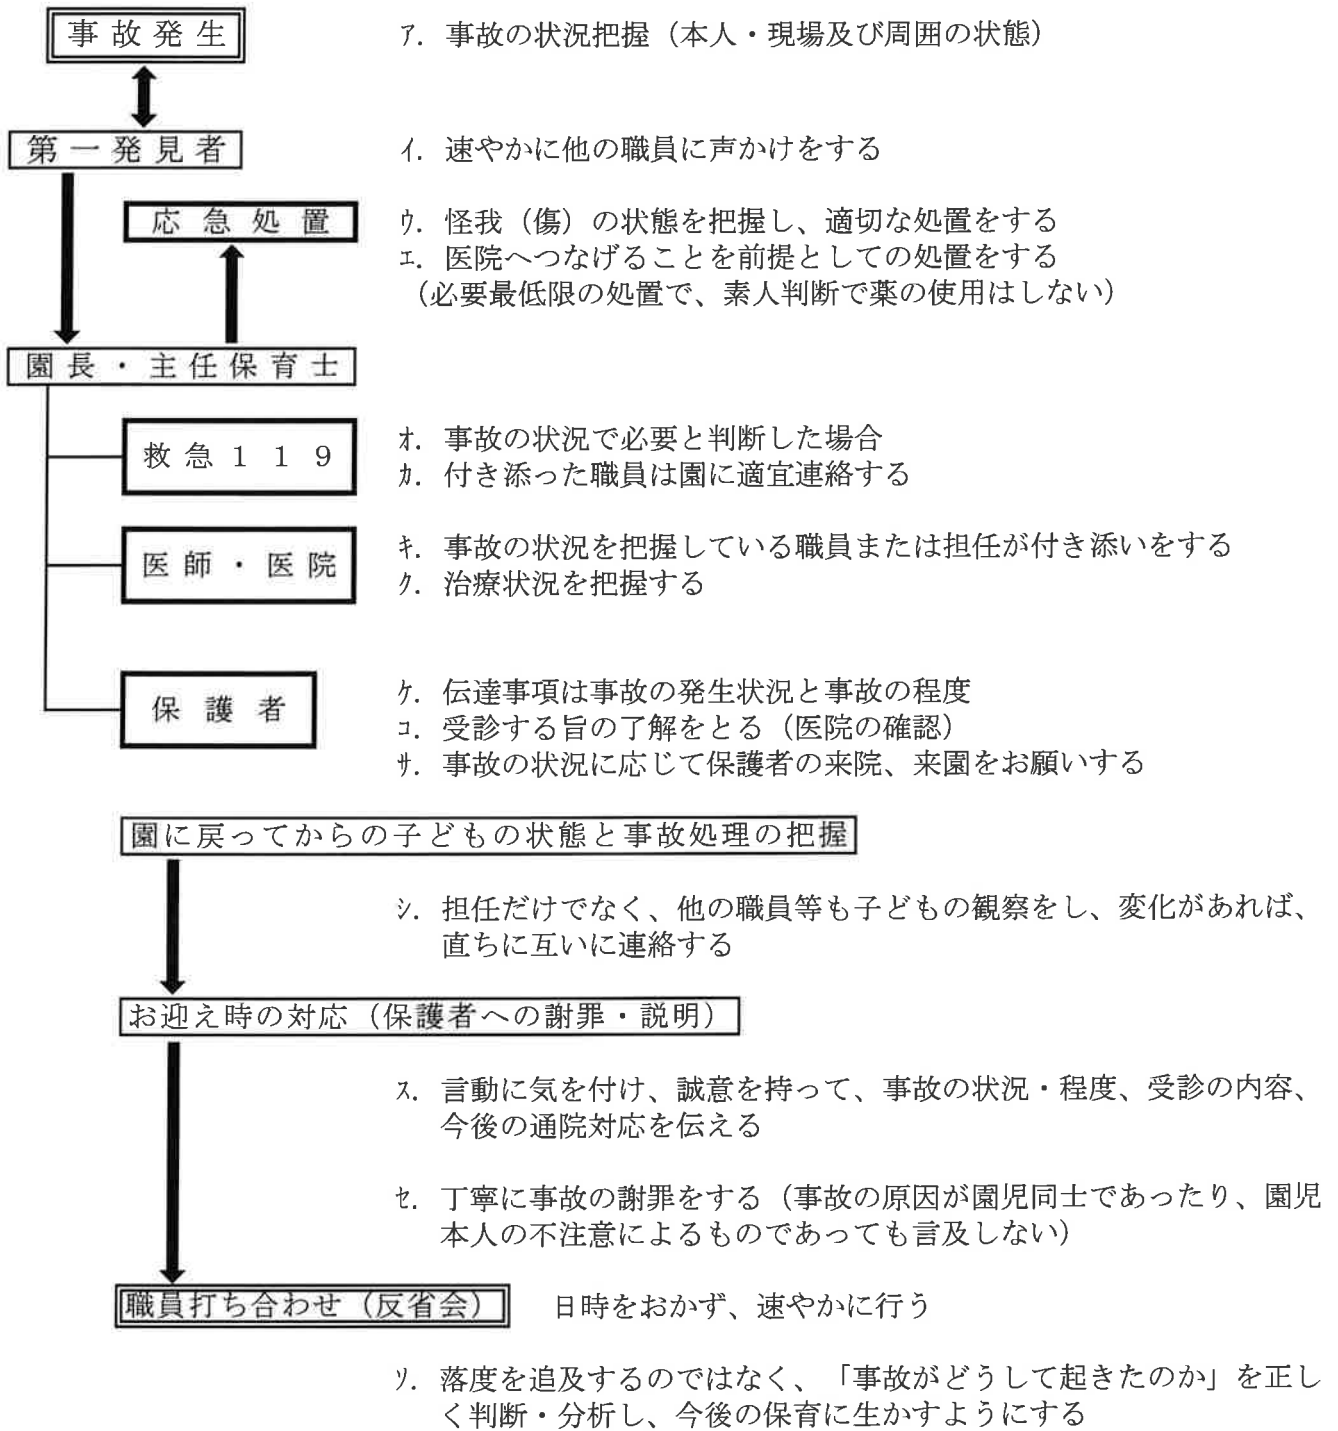 事故発生
ア. 事故の状況把握（本人・現場及び周囲の状態）
第一発見者
イ. 速やかに他の職員に声かけをする
応急処置
ウ. 怪我（傷）の状態を把握し、適切な処置をする
エ. 医院へつなげることを前提としての処置をする
（必要最低限の処置で、素人判断で薬の使用はしない）
園長・主任保育士
救急１１９
オ. 事故の状況で必要と判断した場合
カ. 付き添った職員は園に適宜連絡する
医師・医院
キ. 事故の状況を把握している職員または担任が付き添いをする
ク. 治療状況を把握する
保護者
ケ. 伝達事項は事故の発生状況と事故の程度
コ. 受診する旨の了解をとる（医院の確認）
サ. 事故の状況に応じて保護者の来院、来園をお願いする
園に戻ってからの子どもの状態と事故処理の把握
シ. 担任だけでなく、他の職員等も子どもの観察をし、変化があれば、
直ちに互いに連絡する
お迎え時の対応（保護者への謝罪・説明）
ス. 言動に気を付け、誠意を持って、事故の状況・程度、受診の内容、
今後の通院対応を伝える
セ. 丁寧に事故の謝罪をする（事故の原因が園児同士であったり、園児
本人の不注意によるものであっても言及しない）
職員打ち合わせ（反省会）
日時をおかず、速やかに行う
ソ. 落度を追及するのではなく、「事故がどうして起きたのか」を正し
く判断・分析し、今後の保育に生かすようにする